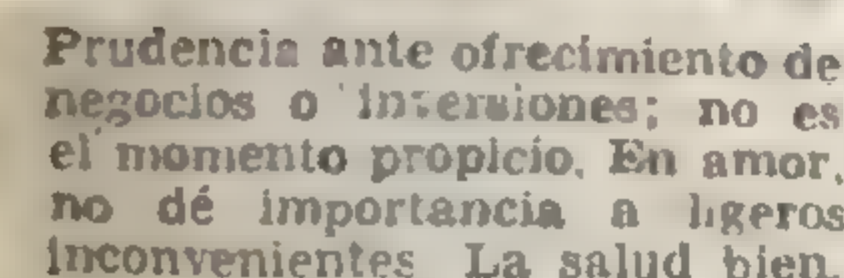 Prudencia ante ofrecimiento de
negocios o inversiones; no es
el momento propicio. En amor,
no dé importancia a ligeros
inconvenientes. La salud bien.